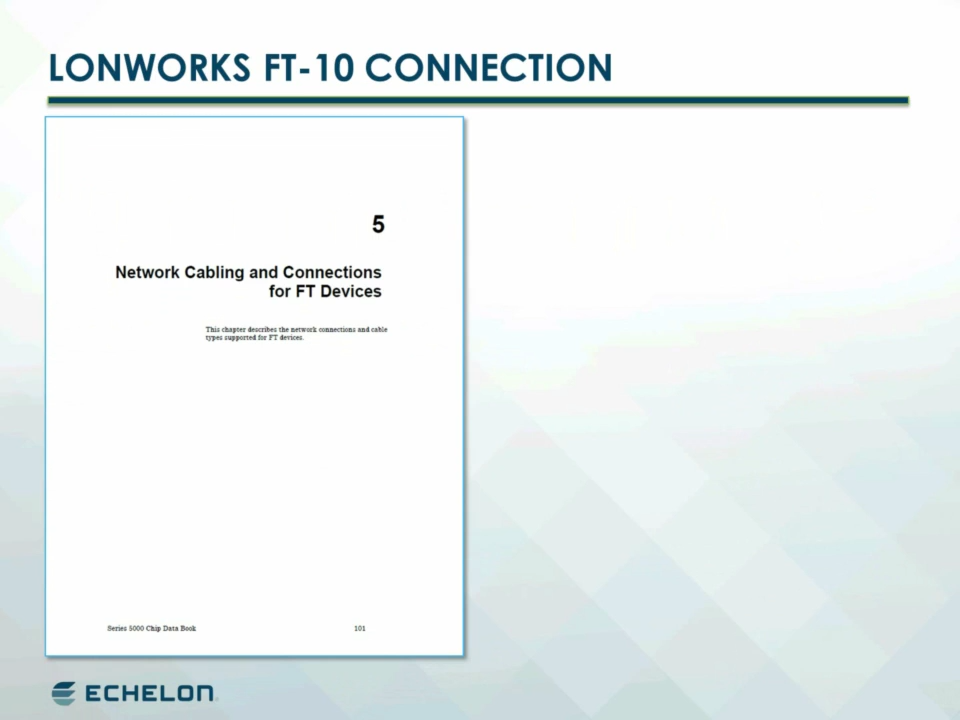 LONWORKS FT-10 CONNECTION
5
Network Cabling and Connections
for FT Devices
This chapter describes the network connections and cable
types supported for FT devices.
Series 5000 Chip Data Book 101
ECHELON